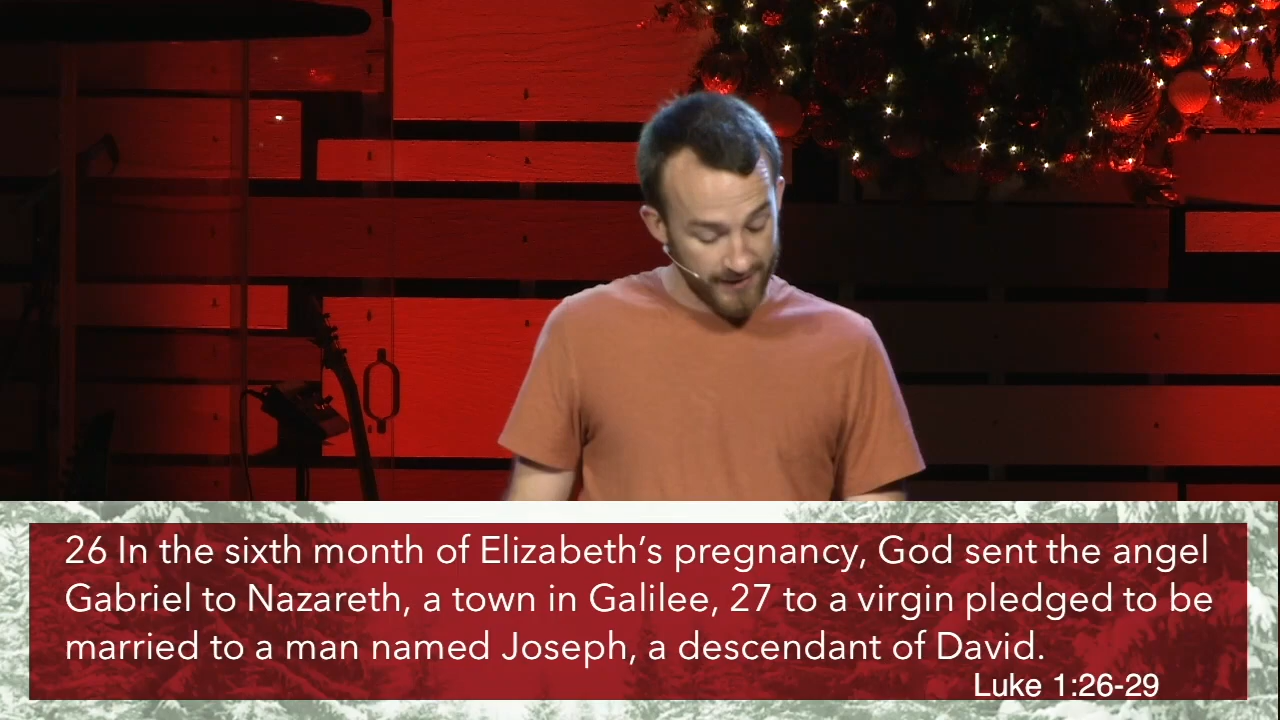 26 In the sixth month of Elizabeth’s pregnancy, God sent the angel
Gabriel to Nazareth, a town in Galilee, 27 to a virgin pledged to be
married to a man named Joseph, a descendant of David.
Luke 1:26-29